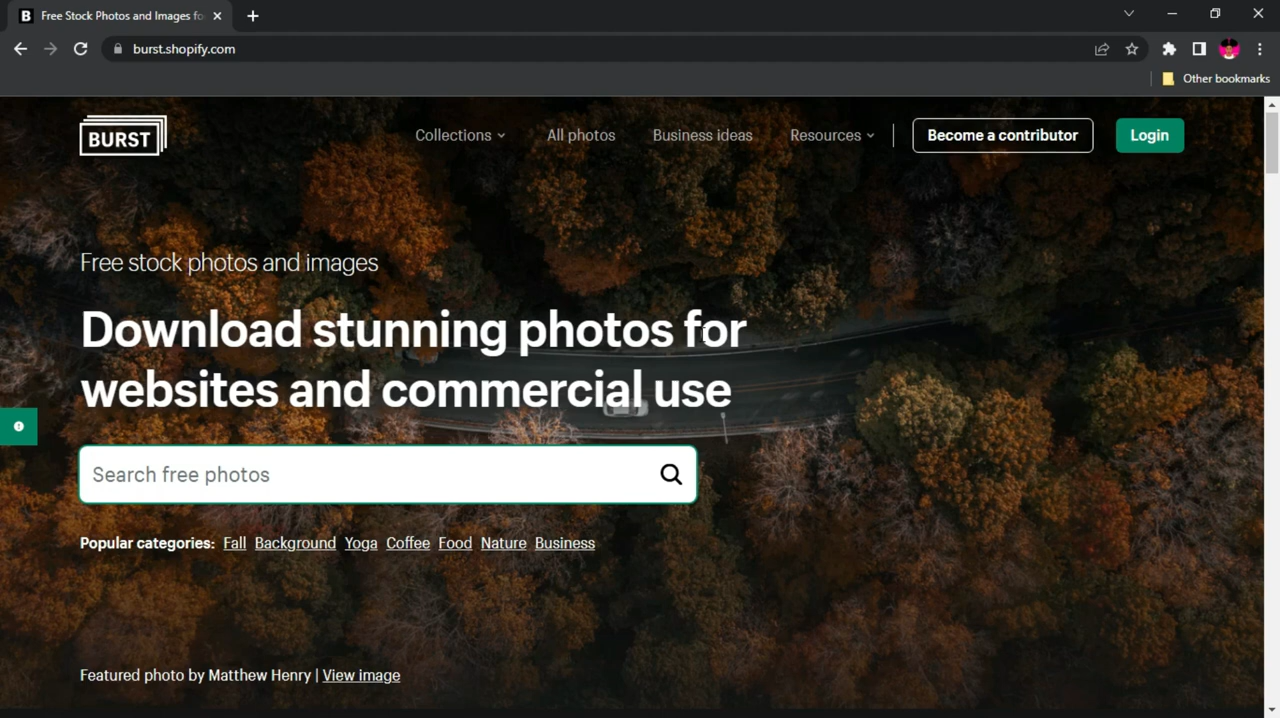 Free Stock Photos and Images fo
burst.shopify.com
Other bookmarks
BURST
Collections
All photos
Business ideas
Resources
Become a contributor
Login
Free stock photos and images
Download stunning photos for
websites and commercial use
Search free photos
Popular categories: Fall Background Yoga Coffee Food Nature Business
Featured photo by Matthew Henry | View image